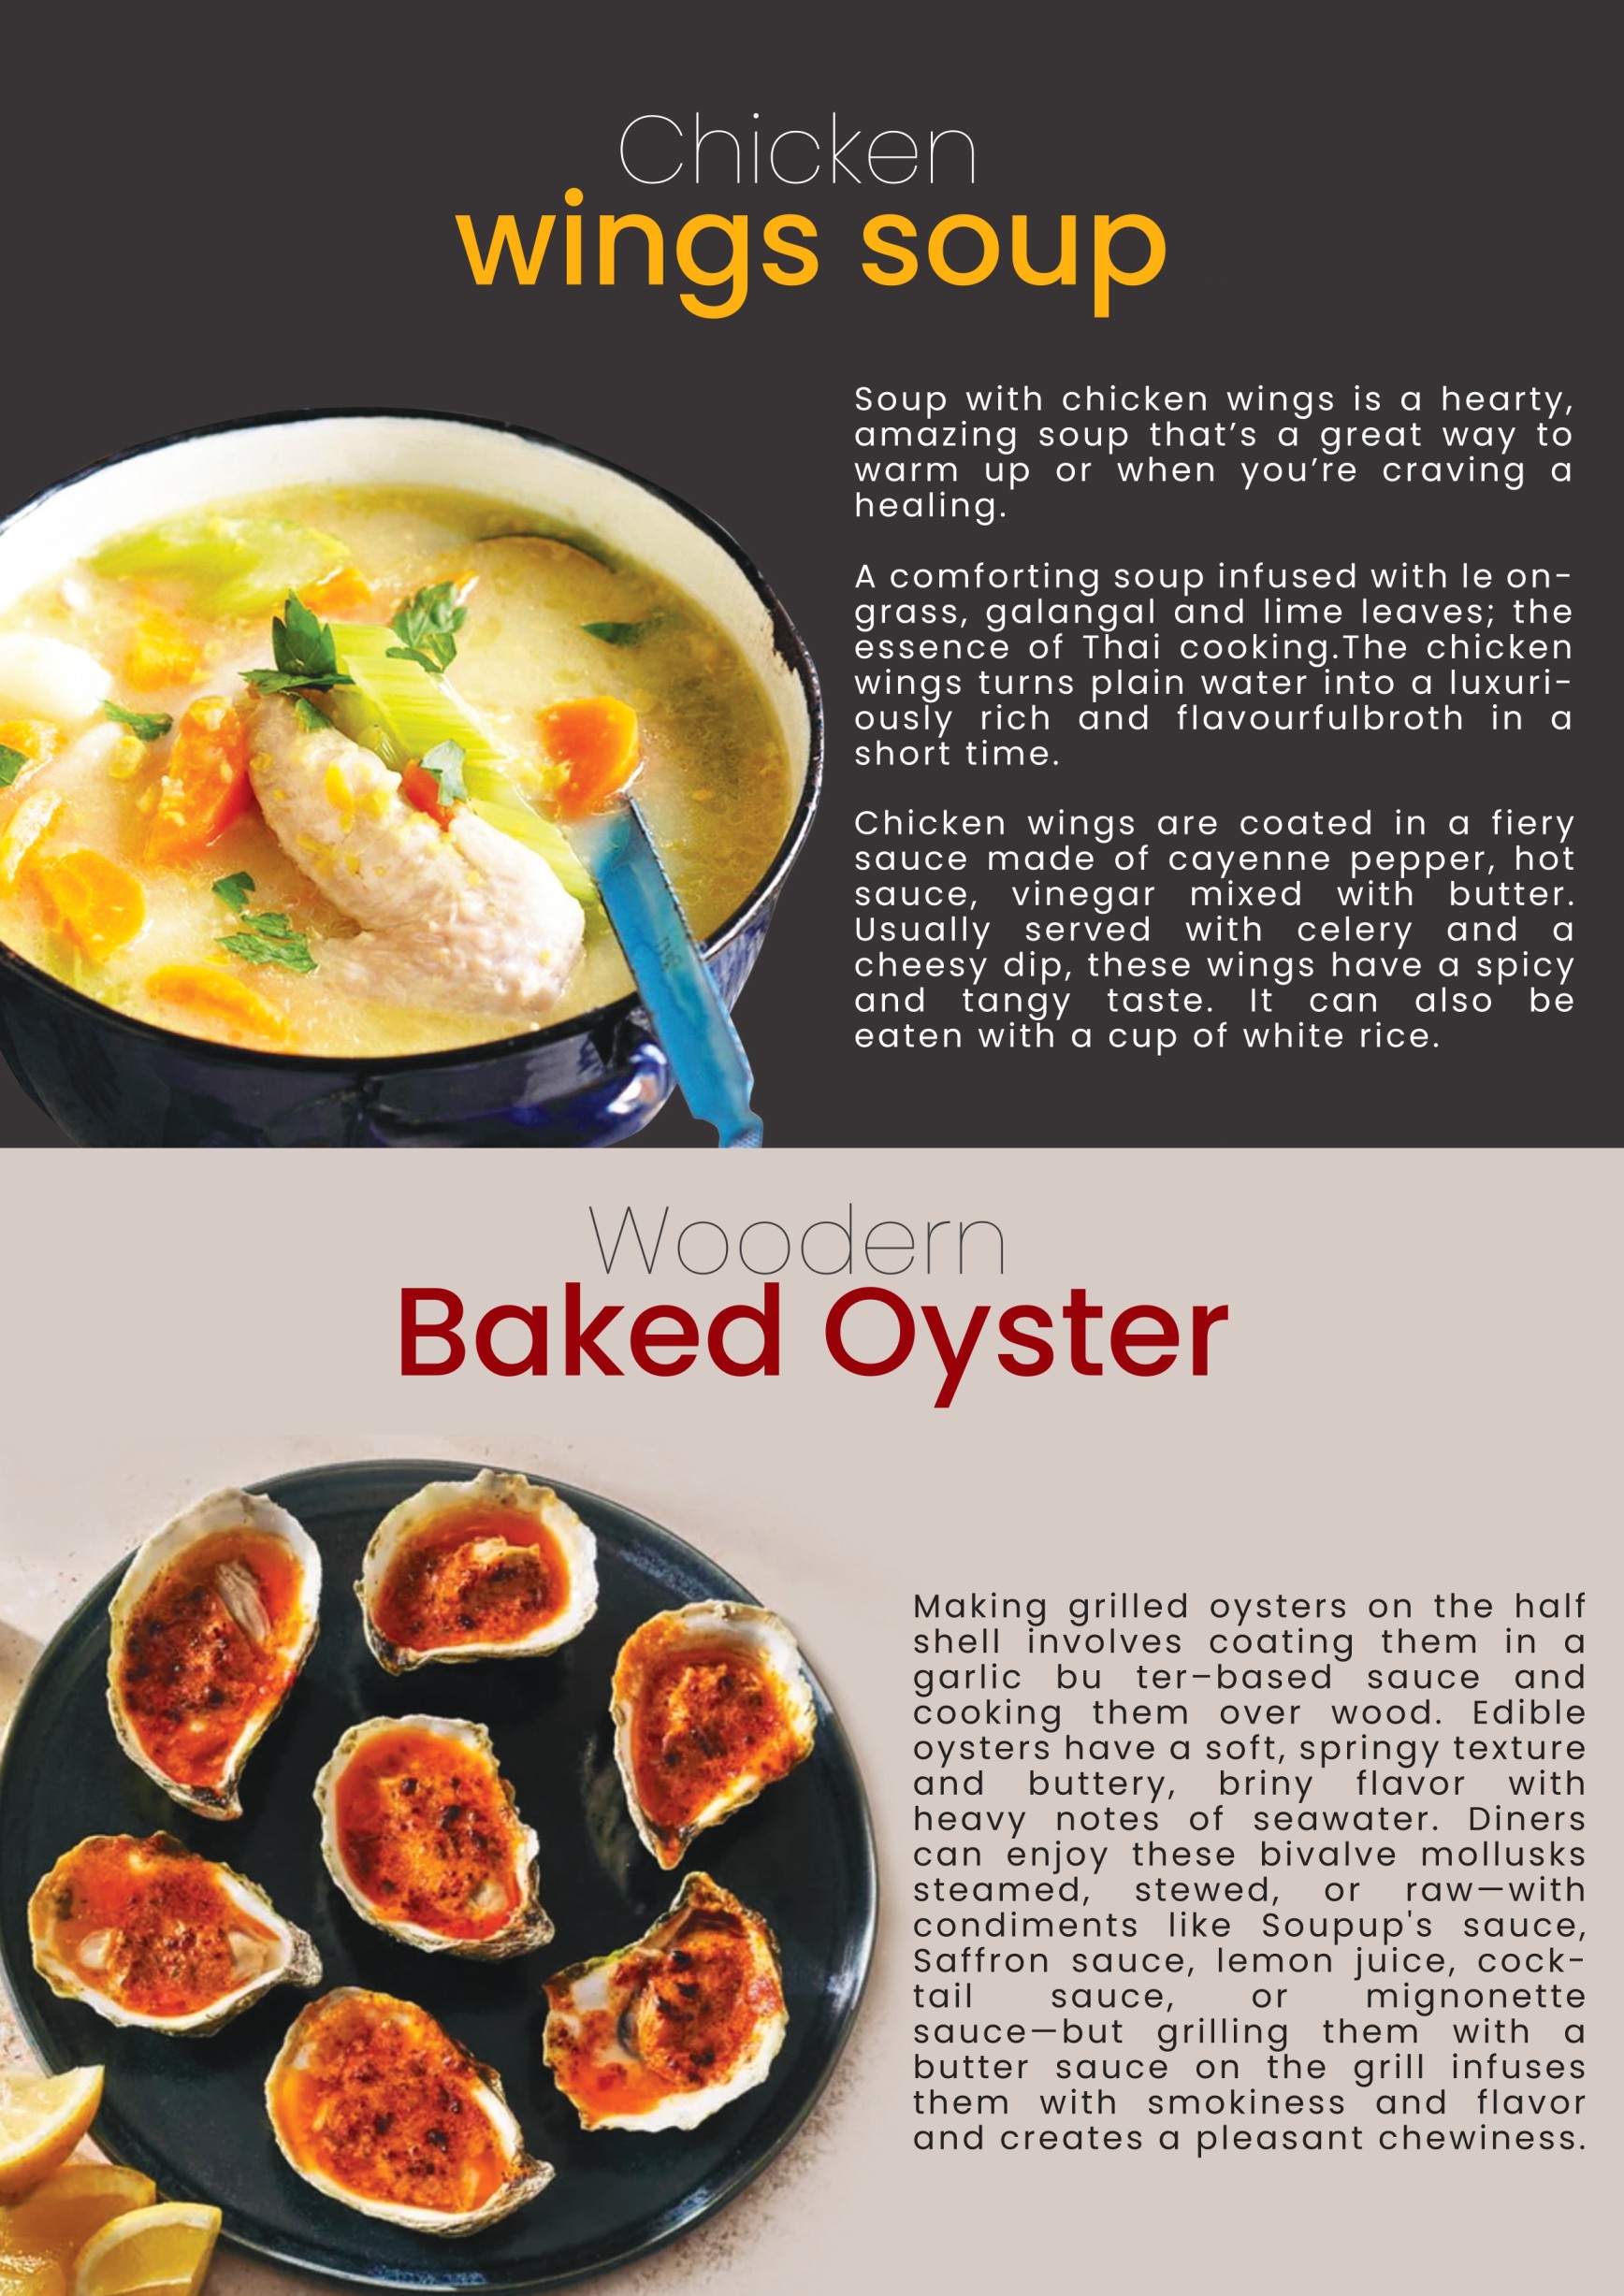 Chicken
wings soup
Soup with chicken wings is a hearty,
amazing soup that’s a great way to
warm up or when you’re craving a
healing.
A comforting soup infused with le on-
grass, galangal and lime leaves; the
essence of Thai cooking.The chicken
wings turns plain water into a luxuri-
ously rich and flavourfulbroth in a
short time.
Chicken wings are coated in a fiery
sauce made of cayenne pepper, hot
sauce, vinegar mixed with butter.
Usually served with celery and a
cheesy dip, these wings have a spicy
and tangy taste. It can also be
eaten with a cup of white rice.
Woodern
Baked Oyster
Making grilled oysters on the half
shell involves coating them in a
garlic bu ter–based sauce and
cooking them over wood. Edible
oysters have a soft, springy texture
and buttery, briny flavor with
heavy notes of seawater. Diners
can enjoy these bivalve mollusks
steamed, stewed, or raw—with
condiments like Soupup's sauce,
Saffron sauce, lemon juice, cock-
tail sauce, or mignonette
sauce—but grilling them with a
butter sauce on the grill infuses
them with smokiness and flavor
and creates a pleasant chewiness.